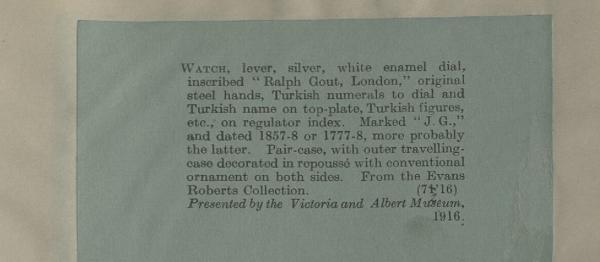 WATCH, lever, silver, white enamel dial,
inscribed "Ralph Gout, London," original
steel hands, Turkish numerals to dial and
Turkish name on top-plate, Turkish figures,
etc., on regulator index. Marked "J. G.,"
and dated 1857-8 or 1777-8, more probably
the latter. Pair-case, with outer travelling-
case decorated in repoussé with conventional
ornament on both sides. From the Evans
Roberts Collection.
Presented by the Victoria and Albert Museum,
1916.